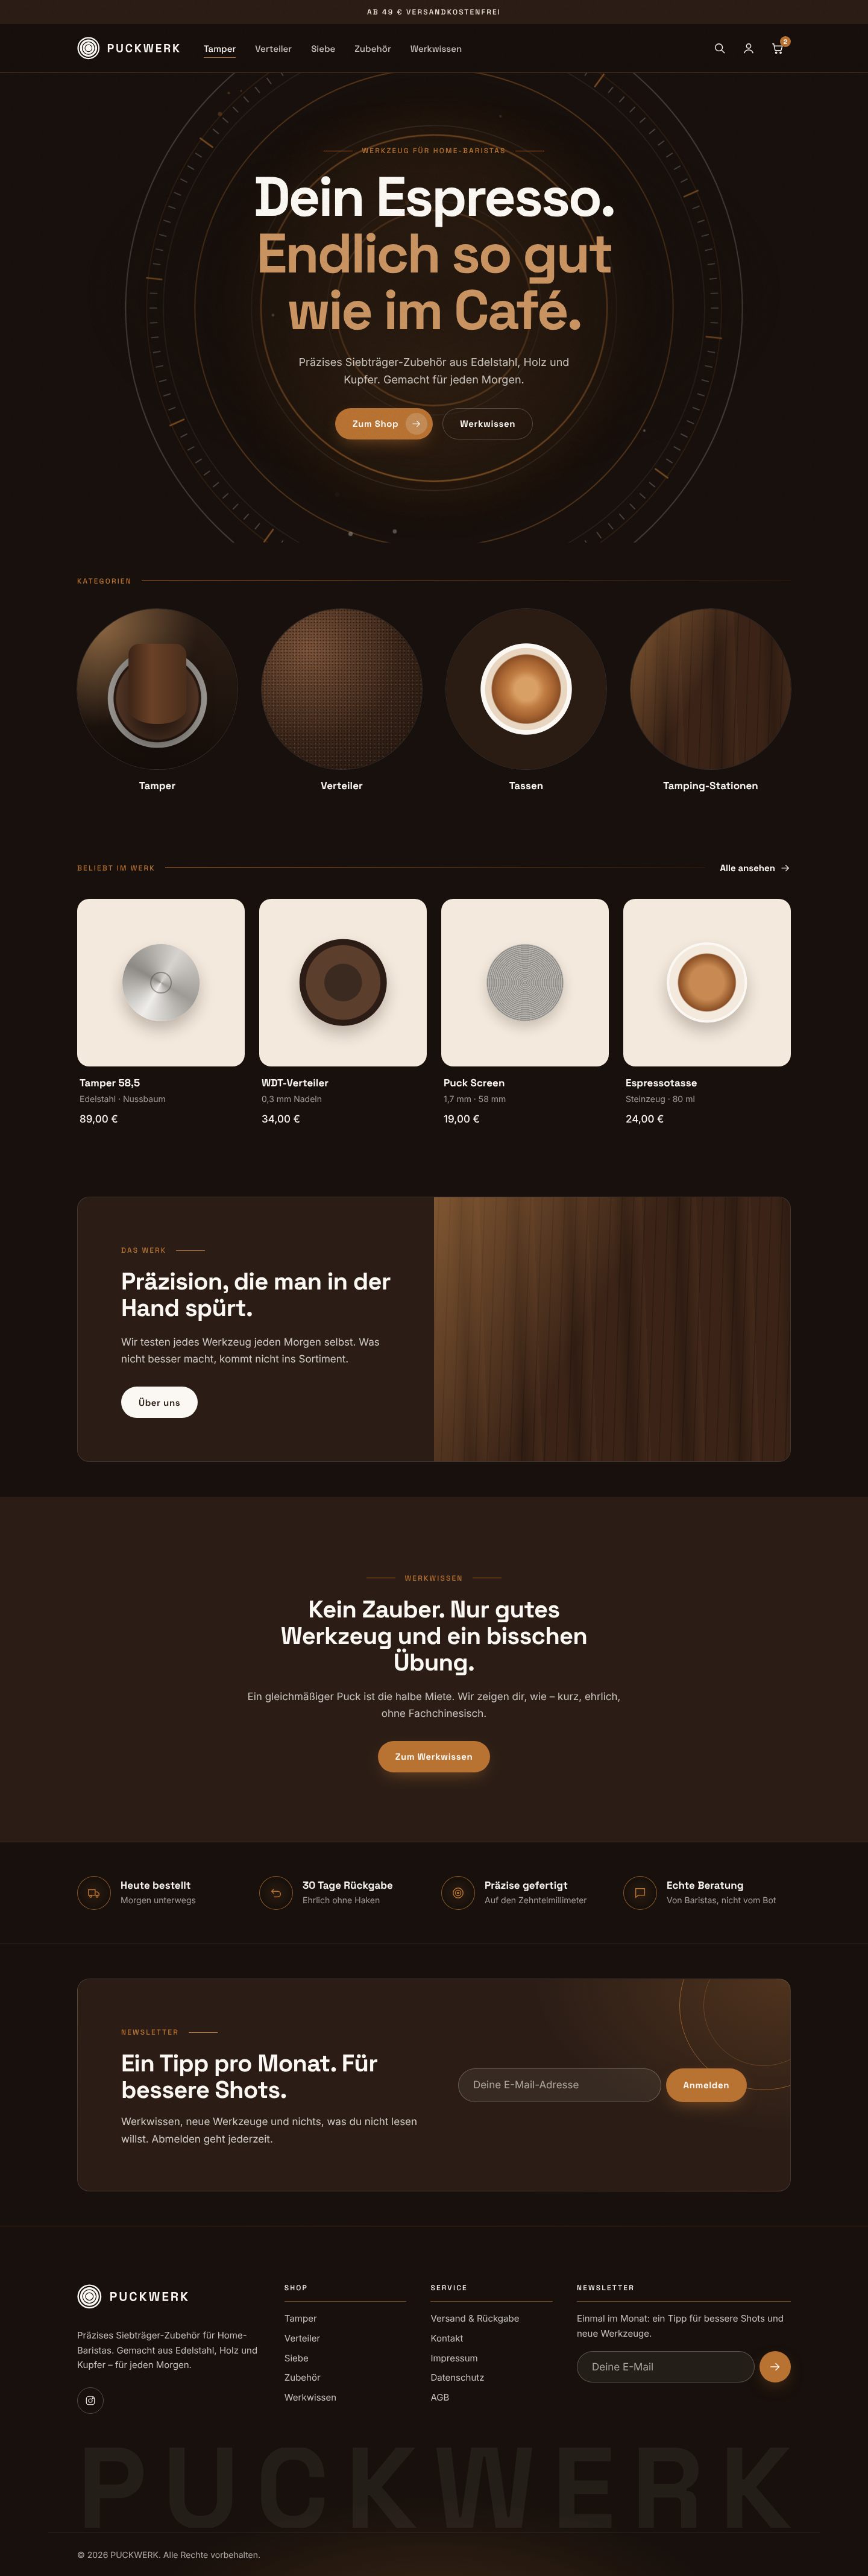 AB 49 € VERSANDKOSTENFREI
PUCKWERK
Tamper
Verteiler
Siebe
Zubehör
Werkwissen
2
WERKZEUG FÜR HOME-BARISTAS
Dein Espresso.
Endlich so gut
wie im Café.
Präzises Siebträger-Zubehör aus Edelstahl, Holz und
Kupfer. Gemacht für jeden Morgen.
Zum Shop
Werkwissen
KATEGORIEN
Tamper
Verteiler
Tassen
Tamping-Stationen
BELIEBT IM WERK
Alle ansehen
Tamper 58,5
Edelstahl · Nussbaum
89,00 €
WDT-Verteiler
0,3 mm Nadeln
34,00 €
Puck Screen
1,7 mm · 58 mm
19,00 €
Espressotasse
Steinzeug · 80 ml
24,00 €
DAS WERK
Präzision, die man in der
Hand spürt.
Wir testen jedes Werkzeug jeden Morgen selbst. Was
nicht besser macht, kommt nicht ins Sortiment.
Über uns
WERKWISSEN
Kein Zauber. Nur gutes
Werkzeug und ein bisschen
Übung.
Ein gleichmäßiger Puck ist die halbe Miete. Wir zeigen dir, wie – kurz, ehrlich,
ohne Fachchinesisch.
Zum Werkwissen
Heute bestellt
Morgen unterwegs
30 Tage Rückgabe
Ehrlich ohne Haken
Präzise gefertigt
Auf den Zehntelmillimeter
Echte Beratung
Von Baristas, nicht vom Bot
NEWSLETTER
Ein Tipp pro Monat. Für
bessere Shots.
Werkwissen, neue Werkzeuge und nichts, was du nicht lesen
willst. Abmelden geht jederzeit.
Deine E-Mail-Adresse
Anmelden
PUCKWERK
Präzises Siebträger-Zubehör für Home-
Baristas. Gemacht aus Edelstahl, Holz und
Kupfer – für jeden Morgen.
SHOP
Tamper
Verteiler
Siebe
Zubehör
Werkwissen
SERVICE
Versand & Rückgabe
Kontakt
Impressum
Datenschutz
AGB
NEWSLETTER
Einmal im Monat: ein Tipp für bessere Shots und
neue Werkzeuge.
Deine E-Mail
PUCKWERK
© 2026 PUCKWERK. Alle Rechte vorbehalten.